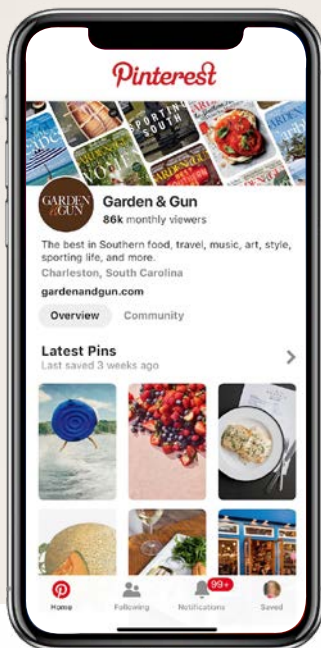 Pinterest
SPORTING
SOUTH
GARDEN
&GUN
Garden & Gun
86k monthly viewers
The best in Southern food, travel, music, art, style,
sporting life, and more.
Charleston, South Carolina
gardenandgun.com
Overview Community
Latest Pins
Last saved 3 weeks ago
99+
Home Following Notifications Saved